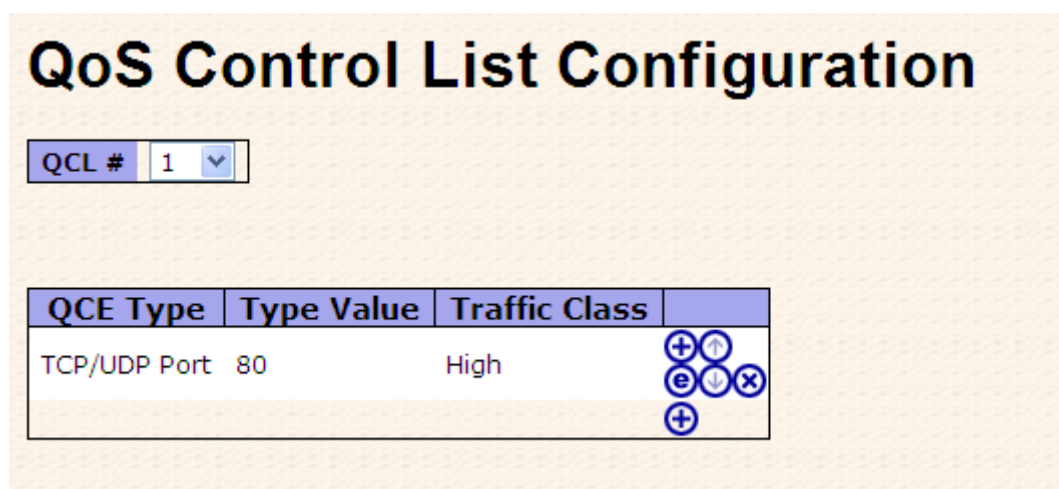 QoS Control List Configuration
QCL # 1
QCE Type Type Value Traffic Class
TCP/UDP Port 80 High
e